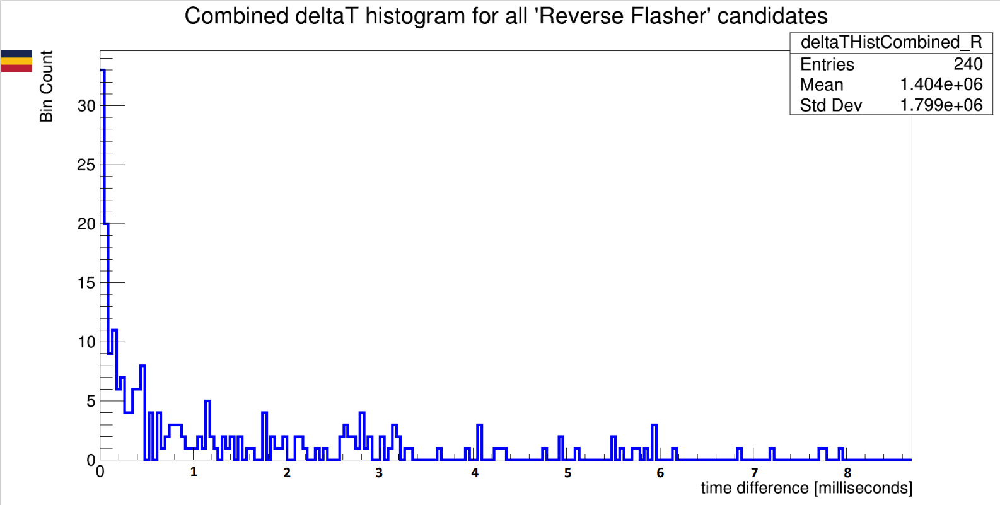 Combined deltaT histogram for all 'Reverse Flasher' candidates
deltaTHistCombined_R
Entries 240
Mean 1.404e+06
Std Dev 1.799e+06
Bin Count
30
25
20
15
10
5
0
0 1 2 3 4 5 6 7 8
time difference [milliseconds]